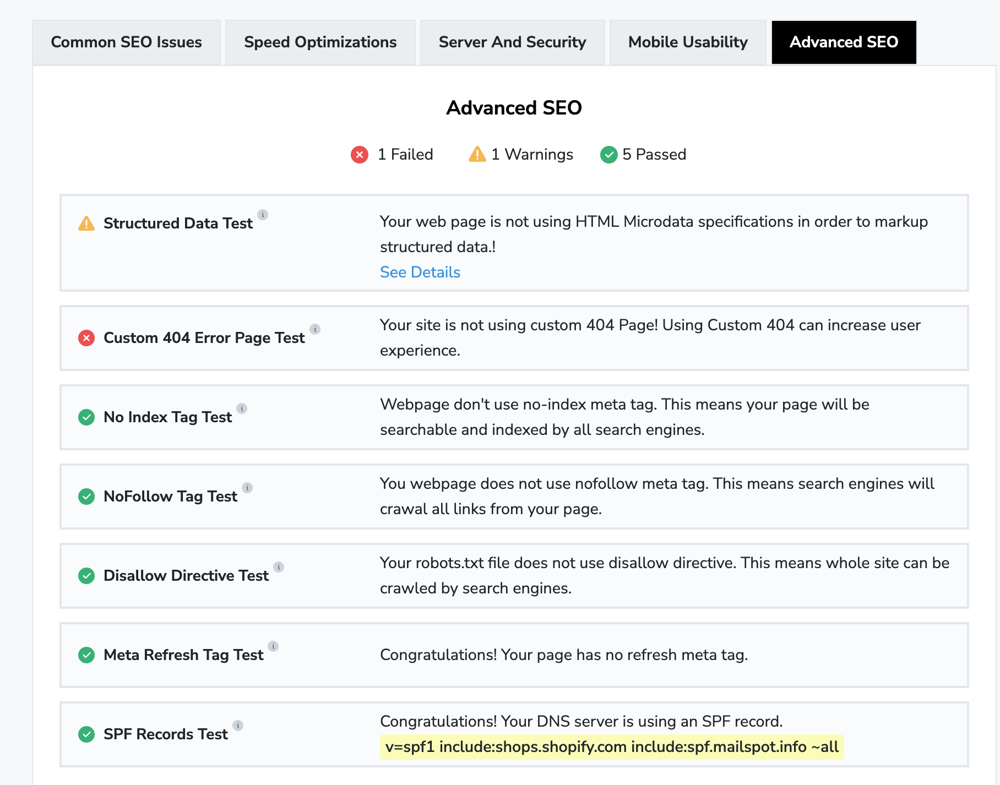 Common SEO Issues
Speed Optimizations
Server And Security
Mobile Usability
Advanced SEO
Advanced SEO
1 Failed
1 Warnings
5 Passed
Structured Data Test
Your web page is not using HTML Microdata specifications in order to markup
structured data.!
See Details
Custom 404 Error Page Test
Your site is not using custom 404 Page! Using Custom 404 can increase user
experience.
No Index Tag Test
Webpage don't use no-index meta tag. This means your page will be
searchable and indexed by all search engines.
NoFollow Tag Test
You webpage does not use nofollow meta tag. This means search engines will
crawal all links from your page.
Disallow Directive Test
Your robots.txt file does not use disallow directive. This means whole site can be
crawled by search engines.
Meta Refresh Tag Test
Congratulations! Your page has no refresh meta tag.
SPF Records Test
Congratulations! Your DNS server is using an SPF record.
v=spf1 include:shops.shopify.com include:spf.mailspot.info ~all